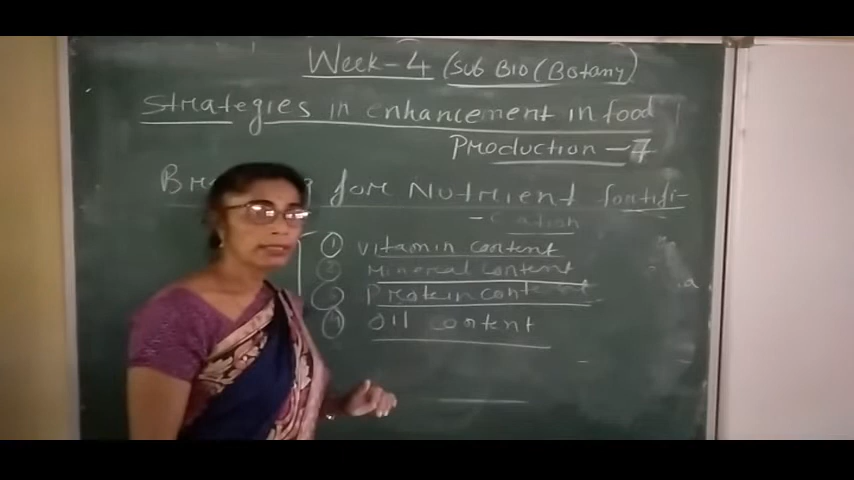 Week-4 (Sub Bio (Botany)
Strategies in enhancement in food
Production-7
for Nutrient fortifi-
-cation
① Vitamin content
② Mineral content
③ Protein content
④ Oil content